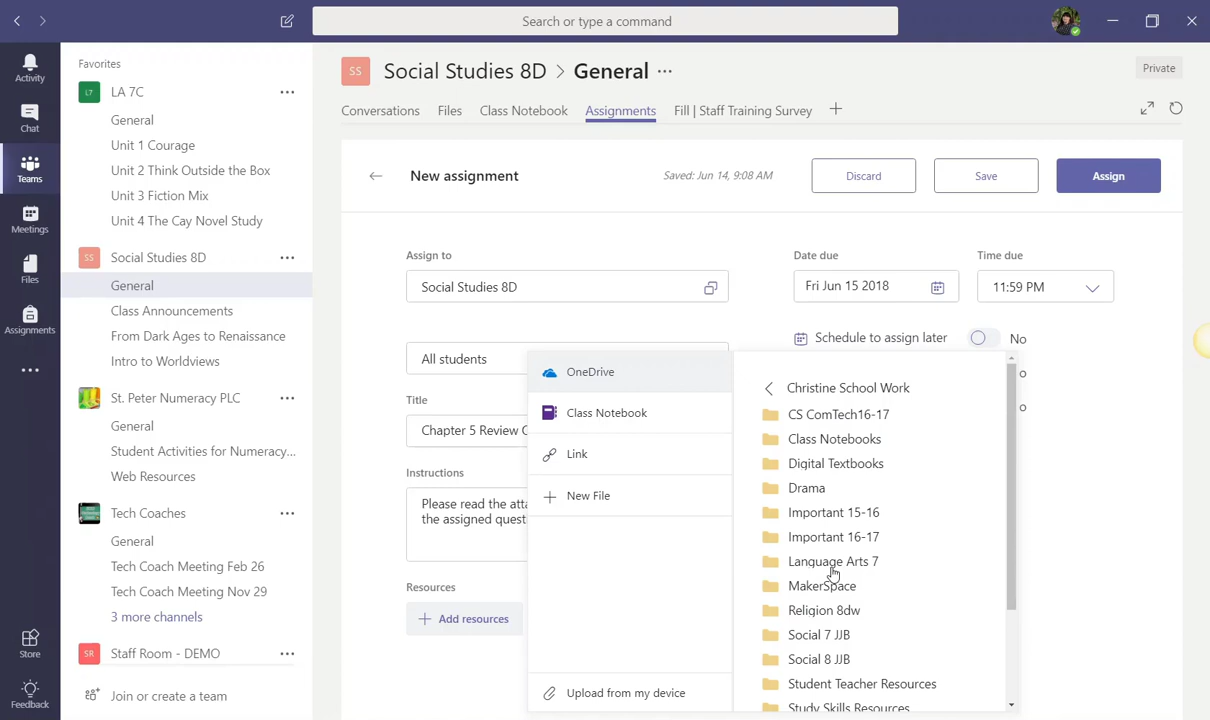 Search or type a command
Activity
Chat
Teams
Meetings
Files
Assignments
Store
Feedback
Favorites
L7 LA 7C
General
Unit 1 Courage
Unit 2 Think Outside the Box
Unit 3 Fiction Mix
Unit 4 The Cay Novel Study
SS Social Studies 8D
General
Class Announcements
From Dark Ages to Renaissance
Intro to Worldviews
St. Peter Numeracy PLC
General
Student Activities for Numeracy...
Web Resources
Tech Coaches
General
Tech Coach Meeting Feb 26
Tech Coach Meeting Nov 29
3 more channels
SR Staff Room - DEMO
Join or create a team
SS Social Studies 8D > General ...
Private
Conversations Files Class Notebook Assignments Fill | Staff Training Survey +
New assignment
Saved: Jun 14, 9:08 AM
Discard Save Assign
Assign to
Social Studies 8D
All students
Title
Chapter 5 Review
Instructions
Please read the
the assigned
Resources
+ Add resources
Date due Time due
Fri Jun 15 2018 11:59 PM
Schedule to assign later No
o
o
OneDrive
Class Notebook
Link
New File
Upload from my device
Christine School Work
CS ComTech16-17
Class Notebooks
Digital Textbooks
Drama
Important 15-16
Important 16-17
Language Arts 7
MakerSpace
Religion 8dw
Social 7 JJB
Social 8 JJB
Student Teacher Resources
Study Skills Resources